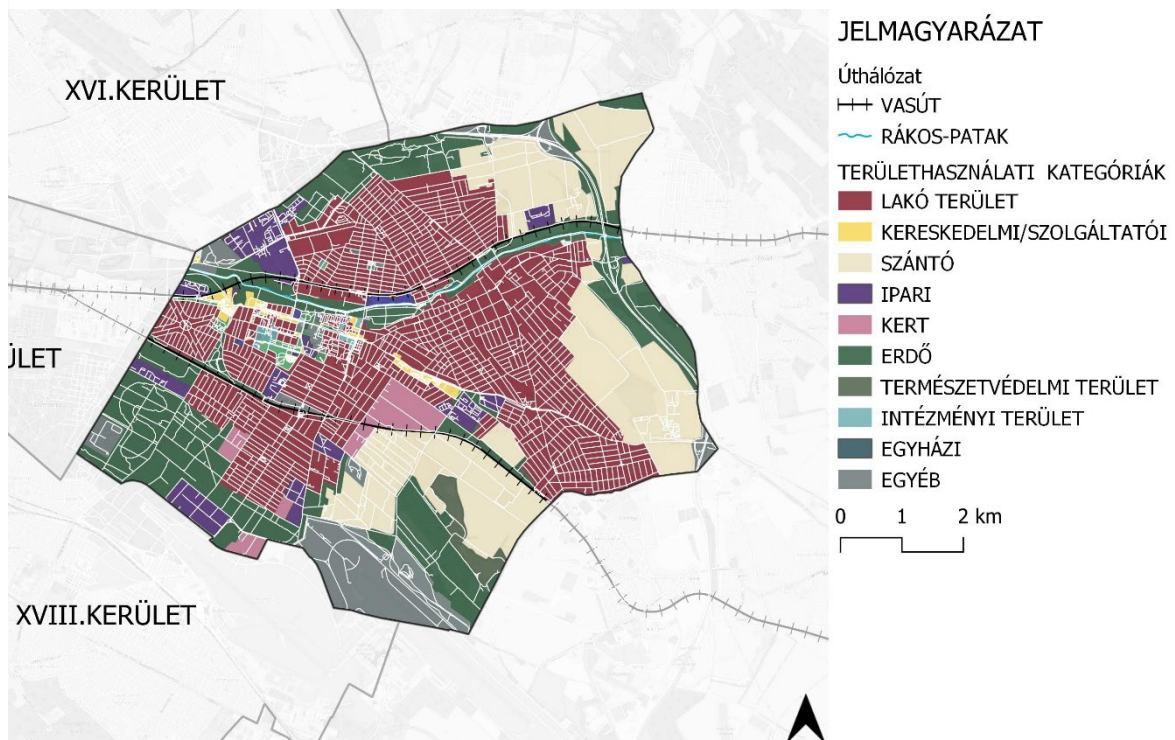 XVI.KERÜLET
ÜLET
XVIII.KERÜLET
JELMAGYARÁZAT
Úthálózat
VASÚT
RÁKOS-PATAK
TERÜLETHASZNÁLATI KATEGÓRIÁK
LAKÓ TERÜLET
KERESKEDELMI/SZOLGÁLTATÓI
SZÁNTÓ
IPARI
KERT
ERDŐ
TERMÉSZETVÉDELMI TERÜLET
INTÉZMÉNYI TERÜLET
EGYHÁZI
EGYÉB
0 1 2 km